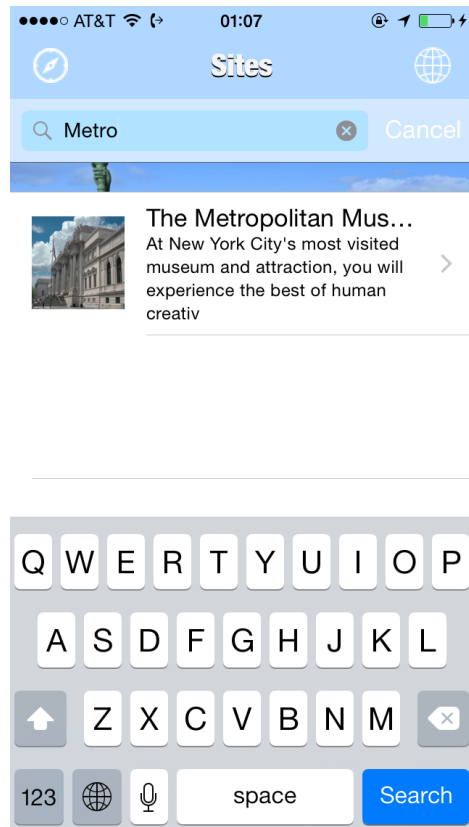 AT&T 01:07
Sites
Metro Cancel
The Metropolitan Mus...
At New York City's most visited
museum and attraction, you will
experience the best of human
creativ
Q W E R T Y U I O P
A S D F G H J K L
Z X C V B N M
123 space Search